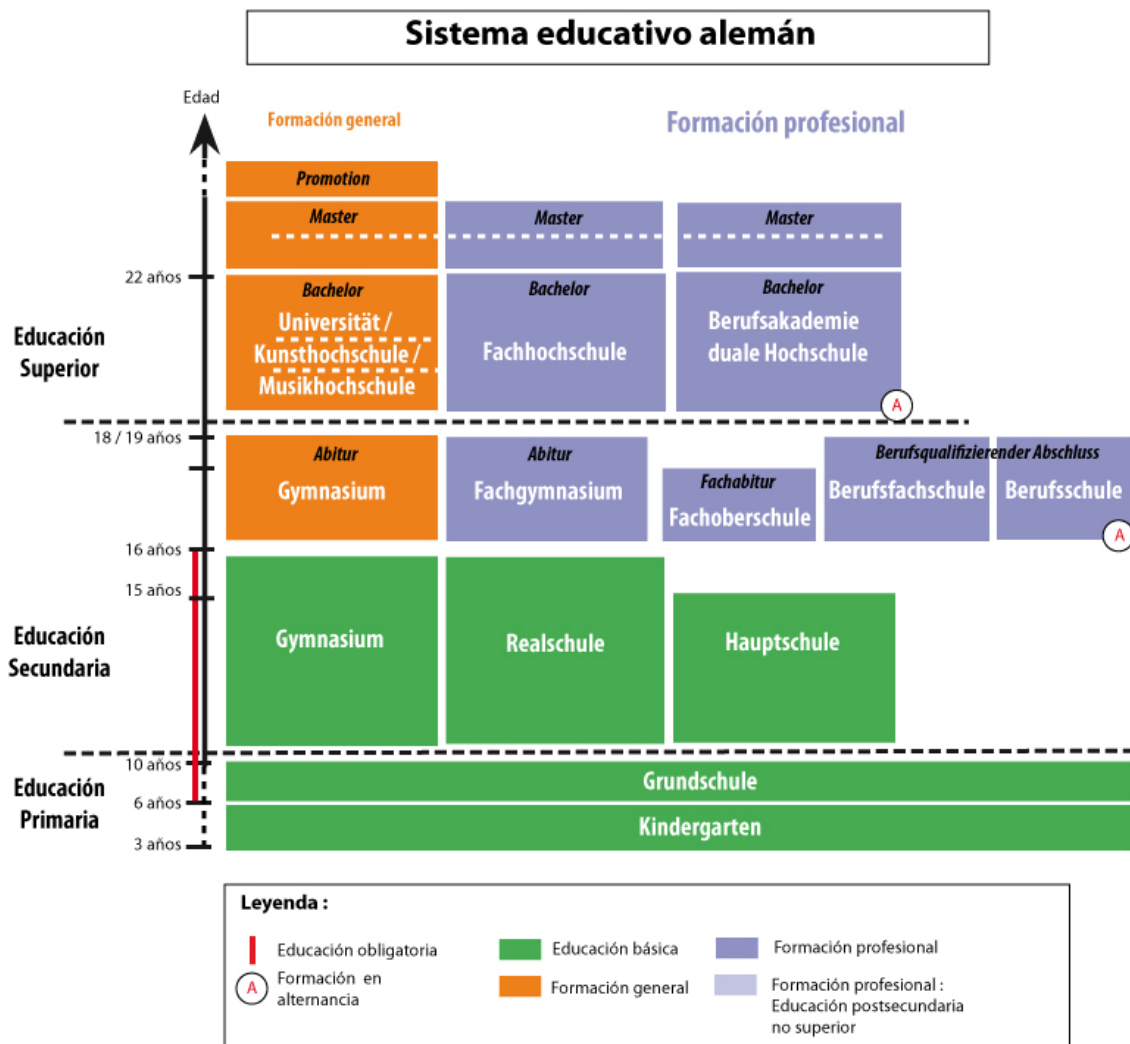 Sistema educativo alemán
Edad
Formación general
Formación profesional
Promotion
Master
Master
Master
22 años
Bachelor
Bachelor
Bachelor
Educación
Superior
Universität /
Kunsthochschule /
Musikhochschule
Fachhochschule
Berufsakademie
duale Hochschule
A
18 / 19 años
Abitur
Gymnasium
Abitur
Fachgymnasium
Fachabitur
Fachoberschule
Berufsqualifizierender Abschluss
Berufsfachschule
Berufsschule
A
16 años
15 años
Educación
Secundaria
Gymnasium
Realschule
Hauptschule
10 años
Educación
Primaria
6 años
3 años
Grundschule
Kindergarten
Leyenda :
Educación obligatoria
A
Formación en
alternancia
Educación básica
Formación general
Formación profesional
Formación profesional :
Educación postsecundaria
no superior